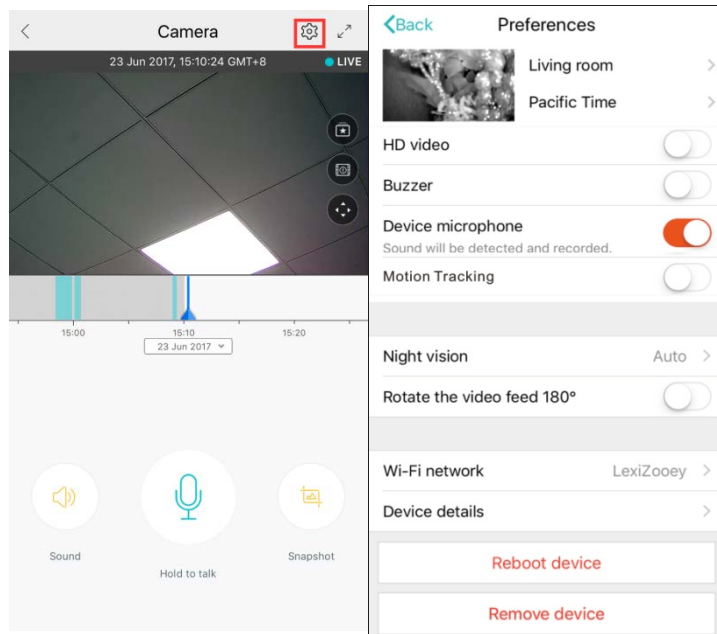 Camera
23 Jun 2017, 15:10:24 GMT+8
LIVE
15:00
15:10
15:20
23 Jun 2017
Sound
Hold to talk
Snapshot
Back
Preferences
Living room
Pacific Time
HD video
Buzzer
Device microphone
Sound will be detected and recorded.
Motion Tracking
Night vision
Auto
Rotate the video feed 180°
Wi-Fi network
LexiZooey
Device details
Reboot device
Remove device